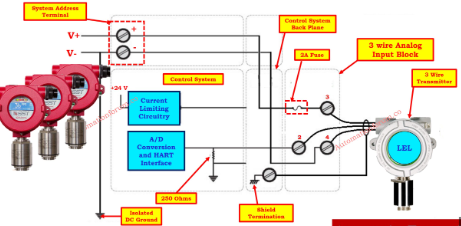 System Address
Terminal
V+
V-
+
-
Control System
Back Plane
3 wire Analog
Input Block
2A Fuse
3 Wire
Transmitter
+24 V
Control System
Current
Limiting
Circuitry
A/D
Conversion
and HART
Interface
3
2
4
LEL
250 Ohms
Isolated
DC Ground
Shield
Termination